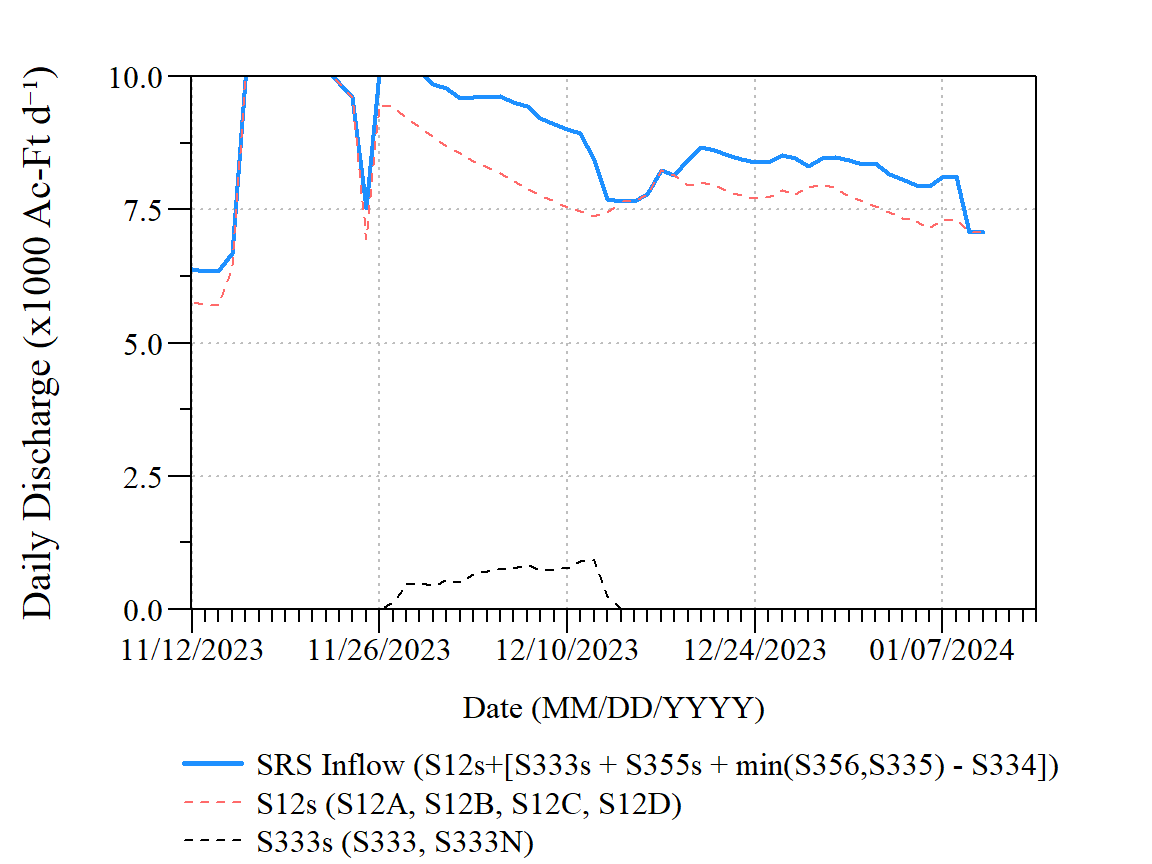 Daily Discharge (x1000 Ac-Ft d⁻¹)
10.0
7.5
5.0
2.5
0.0
11/12/2023 11/26/2023 12/10/2023 12/24/2023 01/07/2024
Date (MM/DD/YYYY)
SRS Inflow (S12s+[S333s + S355s + min(S356,S335) - S334])
S12s (S12A, S12B, S12C, S12D)
S333s (S333, S333N)